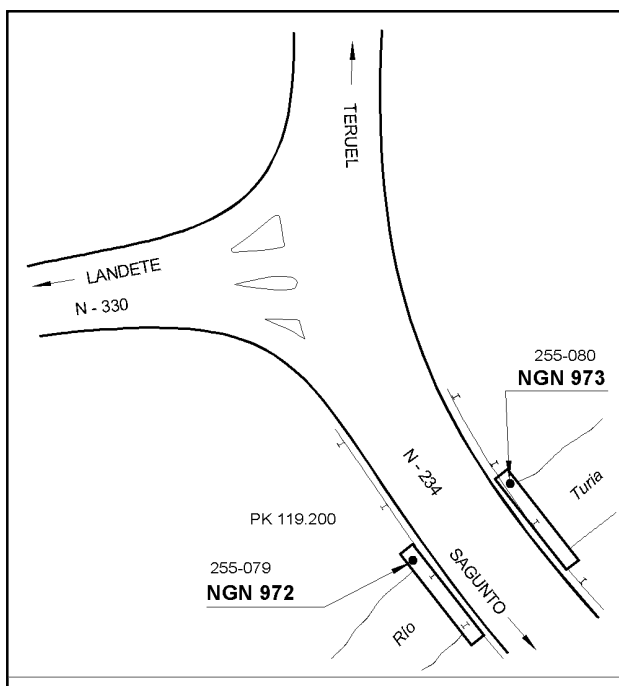 TERUEL
LANDETE
N - 330
255-080
NGN 973
Turia
N - 234
PK 119.200
SAGUNTO
255-079
NGN 972
Río